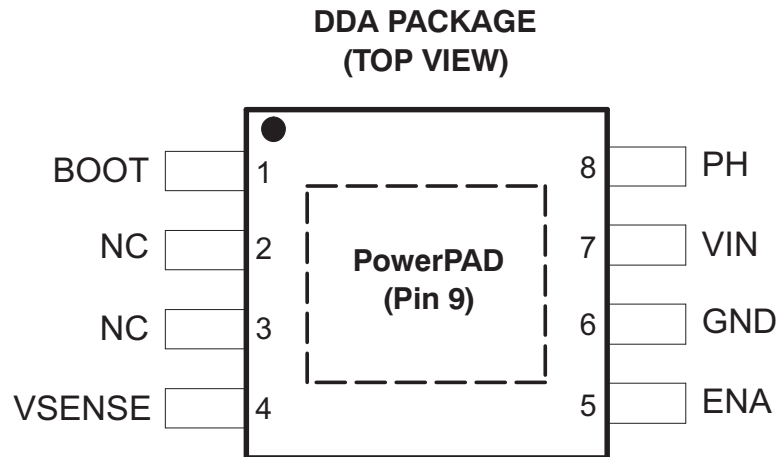 DDA PACKAGE
(TOP VIEW)
BOOT 1 8 PH
NC 2 7 VIN
PowerPAD
(Pin 9)
NC 3 6 GND
VSENSE 4 5 ENA